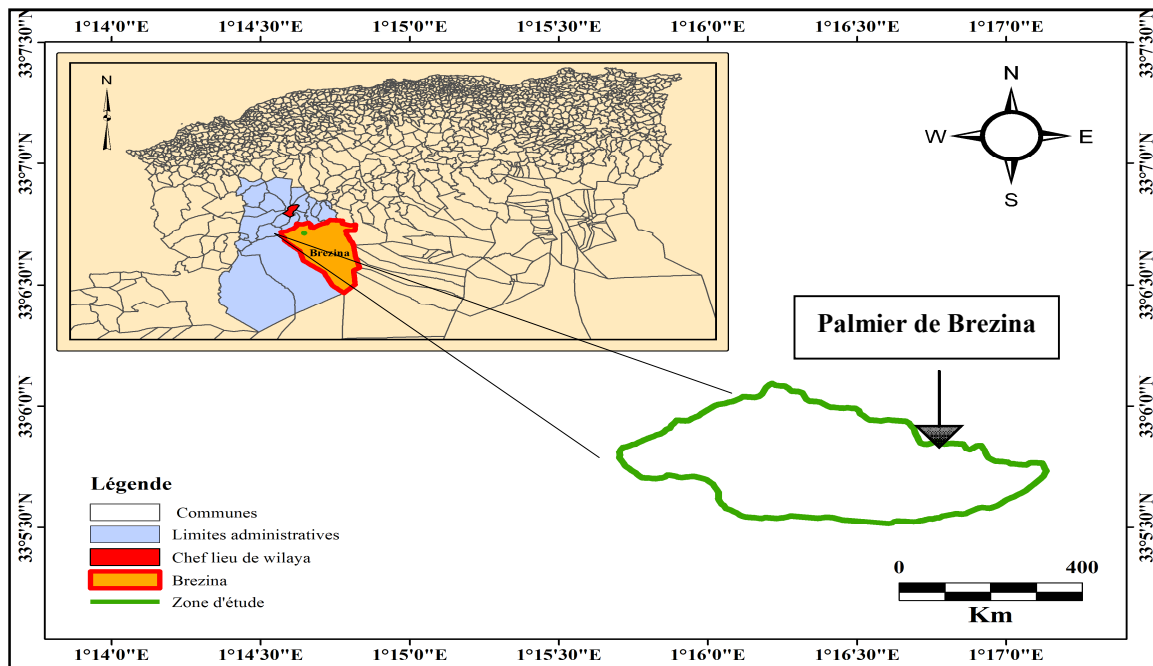 1°14'0"E 1°14'30"E 1°15'0"E 1°15'30"E 1°16'0"E 1°16'30"E 1°17'0"E
33°7'30"N 33°7'30"N
N
N
W E
S
33°7'0"N 33°7'0"N
Brezina
33°6'30"N 33°6'30"N
Palmier de Brezina
33°6'0"N 33°6'0"N
Légende
Communes
Limites administratives
Chef lieu de wilaya
Brezina
Zone d'étude
33°5'30"N 33°5'30"N
0 400
Km
1°14'0"E 1°14'30"E 1°15'0"E 1°15'30"E 1°16'0"E 1°16'30"E 1°17'0"E